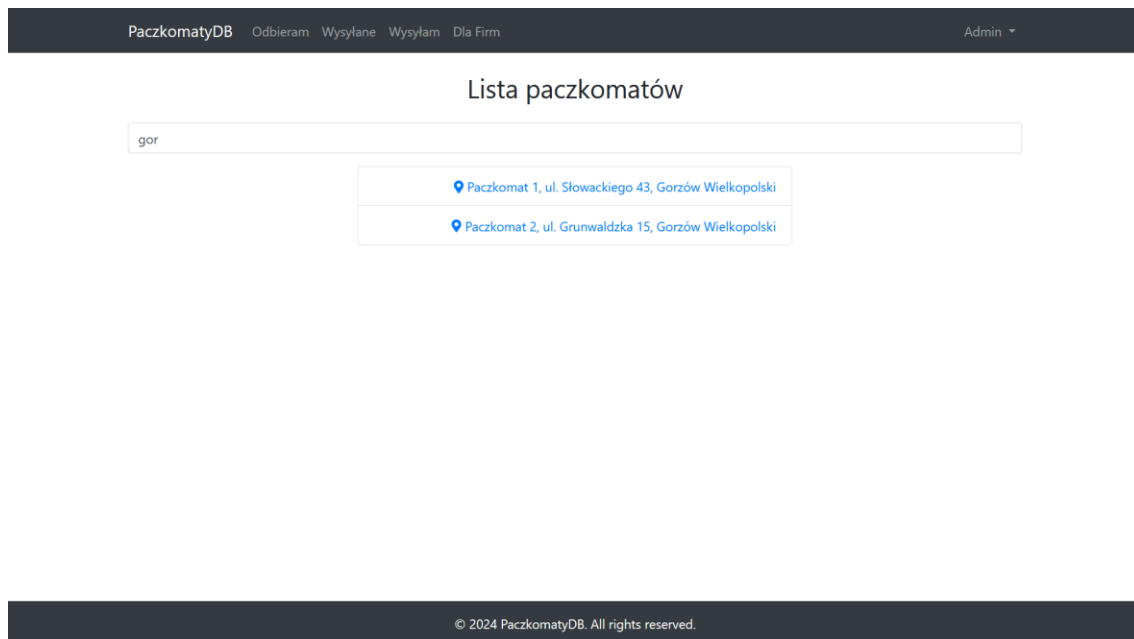 PaczkomatyDB Odbieram Wysyłane Wysyłam Dla Firm Admin
Lista paczkomatów
gor
Paczkomat 1, ul. Słowackiego 43, Gorzów Wielkopolski
Paczkomat 2, ul. Grunwaldzka 15, Gorzów Wielkopolski
© 2024 PaczkomatyDB. All rights reserved.